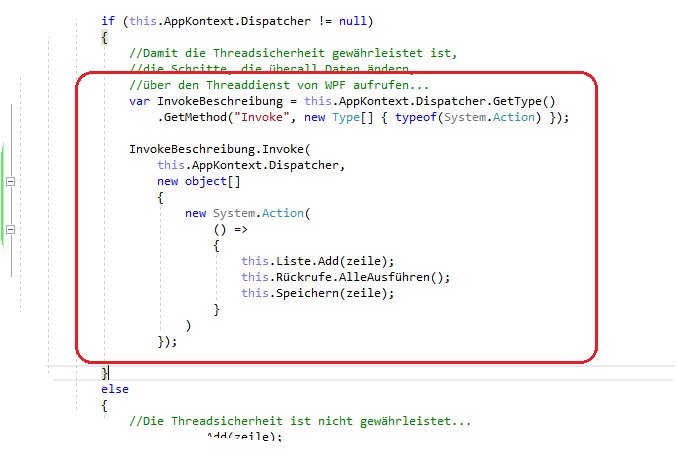 if (this.AppKontext.Dispatcher != null)
{
//Damit die Threadsicherheit gewährleistet ist,
//die Schritte, die überall Daten ändern,
//über den Threaddienst von WPF aufrufen...
var InvokeBeschreibung = this.AppKontext.Dispatcher.GetType()
.GetMethod("Invoke", new Type[] { typeof(System.Action) });
InvokeBeschreibung.Invoke(
this.AppKontext.Dispatcher,
new object[]
{
new System.Action(
() =>
{
this.Liste.Add(zeile);
this.Rückrufe.AlleAusführen();
this.Speichern(zeile);
}
)
});
}
else
{
//Die Threadsicherheit ist nicht gewährleistet...
Add(zeile);